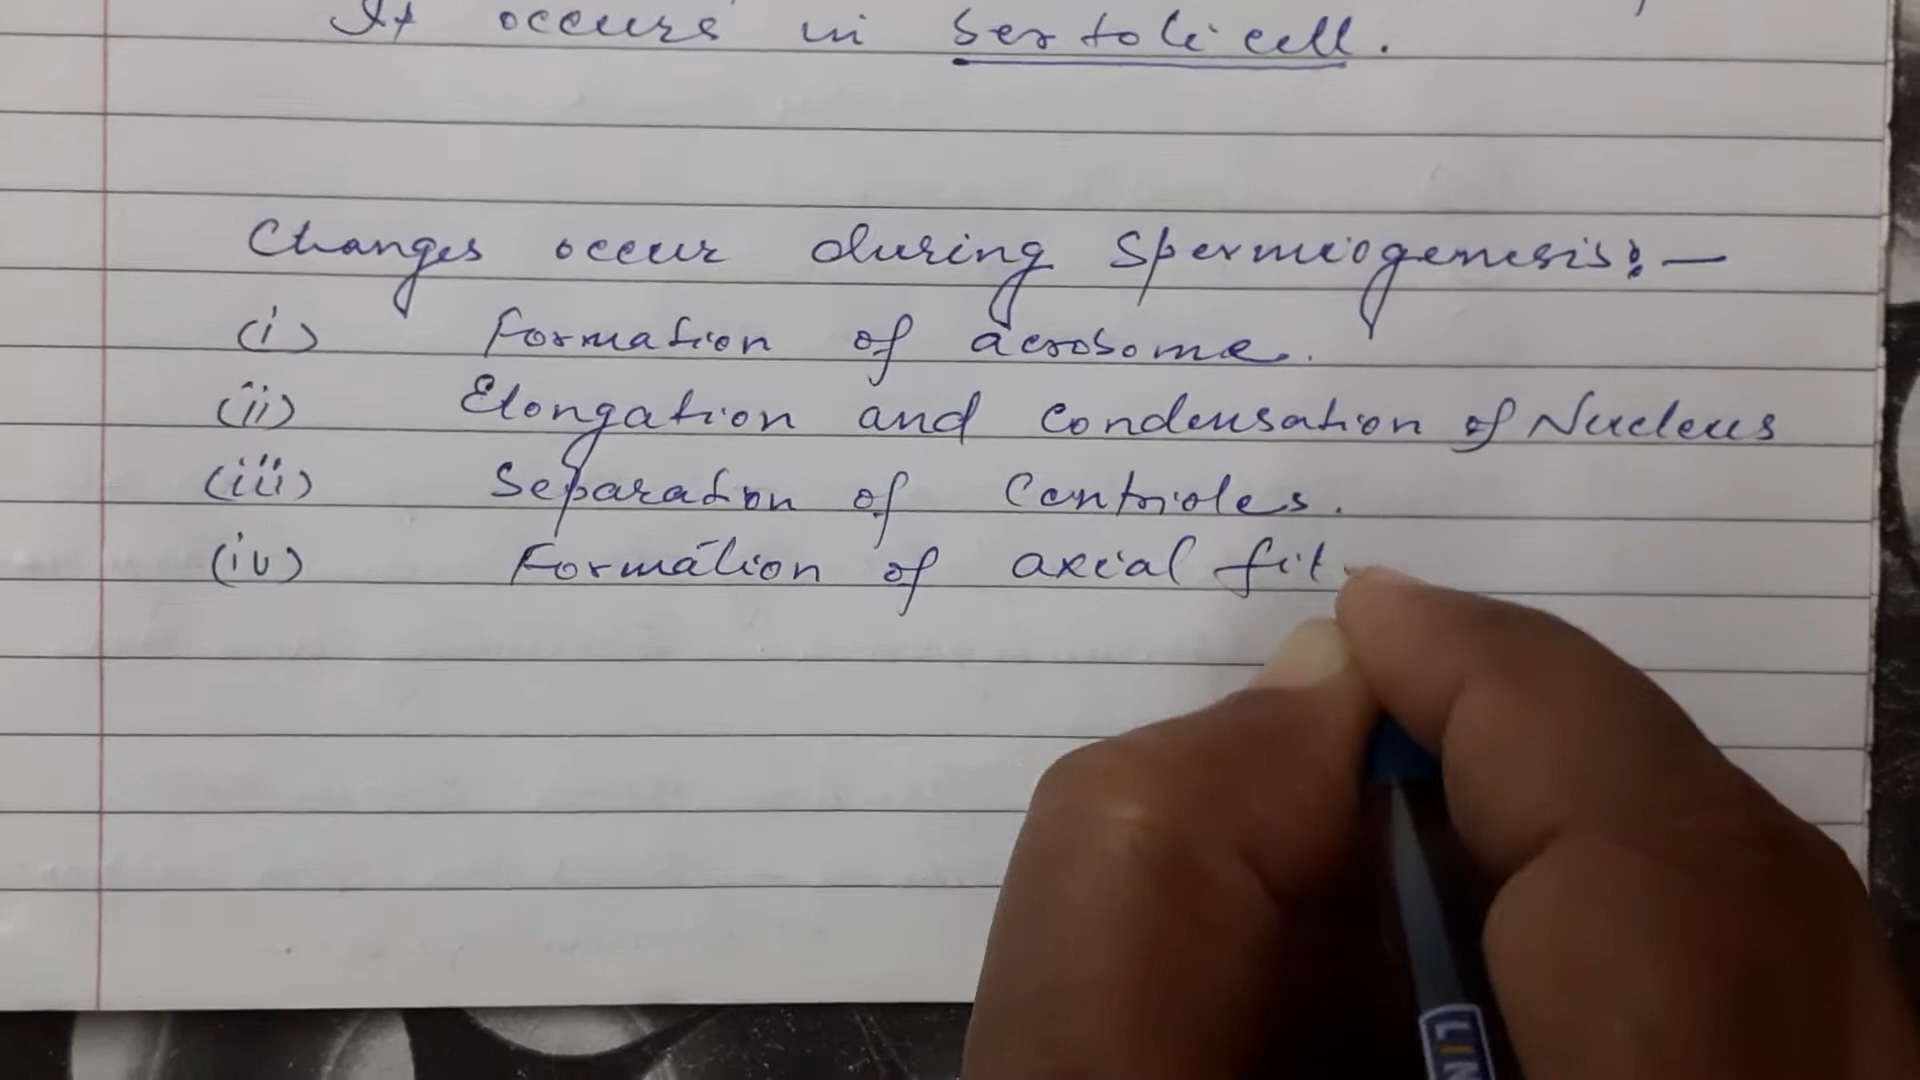 It occurs in Sertoli cell.
Changes occur during Spermiogenesis:-
(i) Formation of acrosome.
(ii) Elongation and Condensation of Nucleus
(iii) Separation of Centrioles.
(iv) Formation of axial fil
LIN